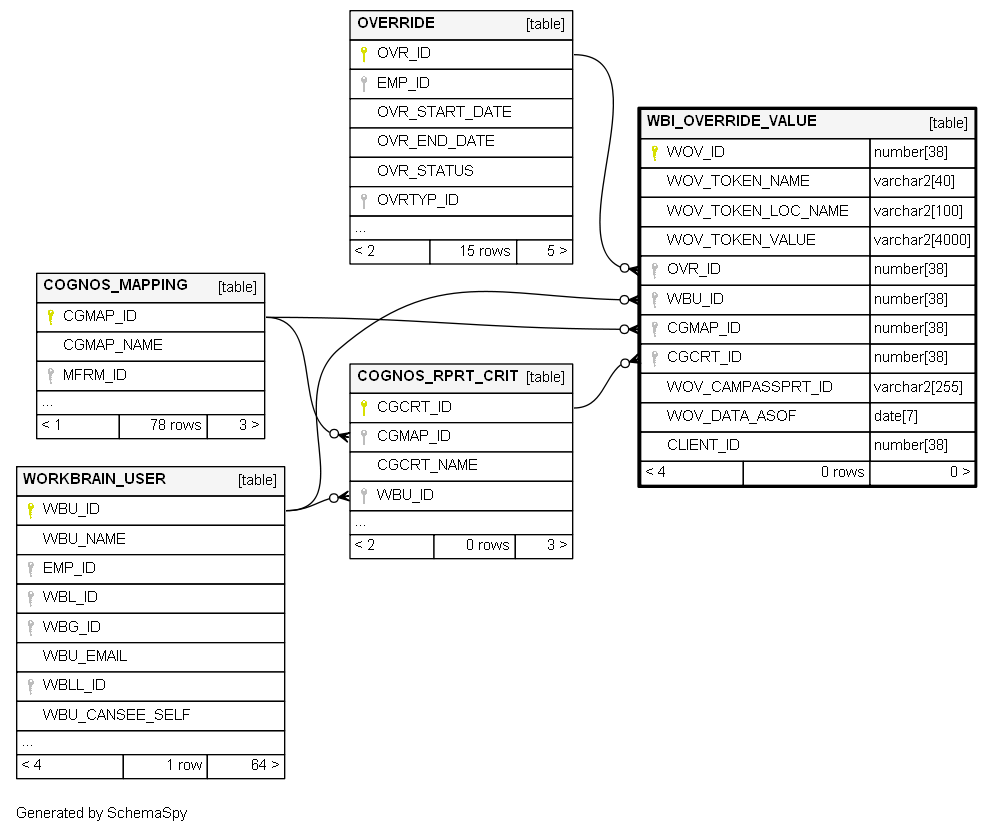 OVERRIDE [table]
OVR_ID
EMP_ID
OVR_START_DATE
OVR_END_DATE
OVR_STATUS
OVRTYP_ID
...
< 2 15 rows 5 >
WBI_OVERRIDE_VALUE [table]
WOV_ID number[38]
WOV_TOKEN_NAME varchar2[40]
WOV_TOKEN_LOC_NAME varchar2[100]
WOV_TOKEN_VALUE varchar2[4000]
OVR_ID number[38]
WBU_ID number[38]
CGMAP_ID number[38]
CGCRT_ID number[38]
WOV_CAMPASSPRT_ID varchar2[255]
WOV_DATA_ASOF date[7]
CLIENT_ID number[38]
< 4 0 rows 0 >
COGNOS_MAPPING [table]
CGMAP_ID
CGMAP_NAME
MFRM_ID
...
< 1 78 rows 3 >
COGNOS_RPRT_CRIT [table]
CGCRT_ID
CGMAP_ID
CGCRT_NAME
WBU_ID
...
< 2 0 rows 3 >
WORKBRAIN_USER [table]
WBU_ID
WBU_NAME
EMP_ID
WBL_ID
WBG_ID
WBU_EMAIL
WBLL_ID
WBU_CANSEE_SELF
...
< 4 1 row 64 >
Generated by SchemaSpy